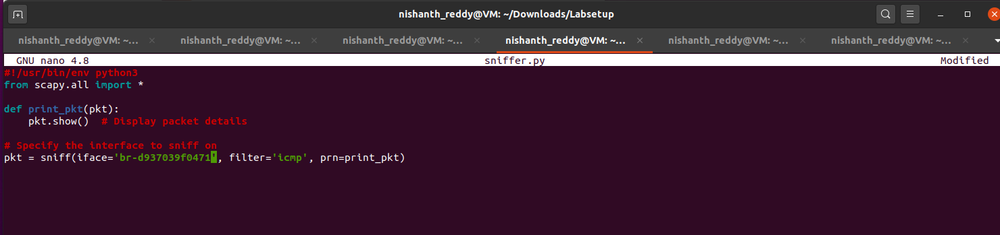 nishanth_reddy@VM: ~/Downloads/Labsetup
nishanth_reddy@VM: ~... × nishanth_reddy@VM: ~... × nishanth_reddy@VM: ~... × nishanth_reddy@VM: ~... × nishanth_reddy@VM: ~... × nishanth_reddy@VM: ~... ×
GNU nano 4.8 sniffer.py Modified
#!/usr/bin/env python3
from scapy.all import *
def print_pkt(pkt):
    pkt.show()  # Display packet details
# Specify the interface to sniff on
pkt = sniff(iface='br-d937039f0471', filter='icmp', prn=print_pkt)